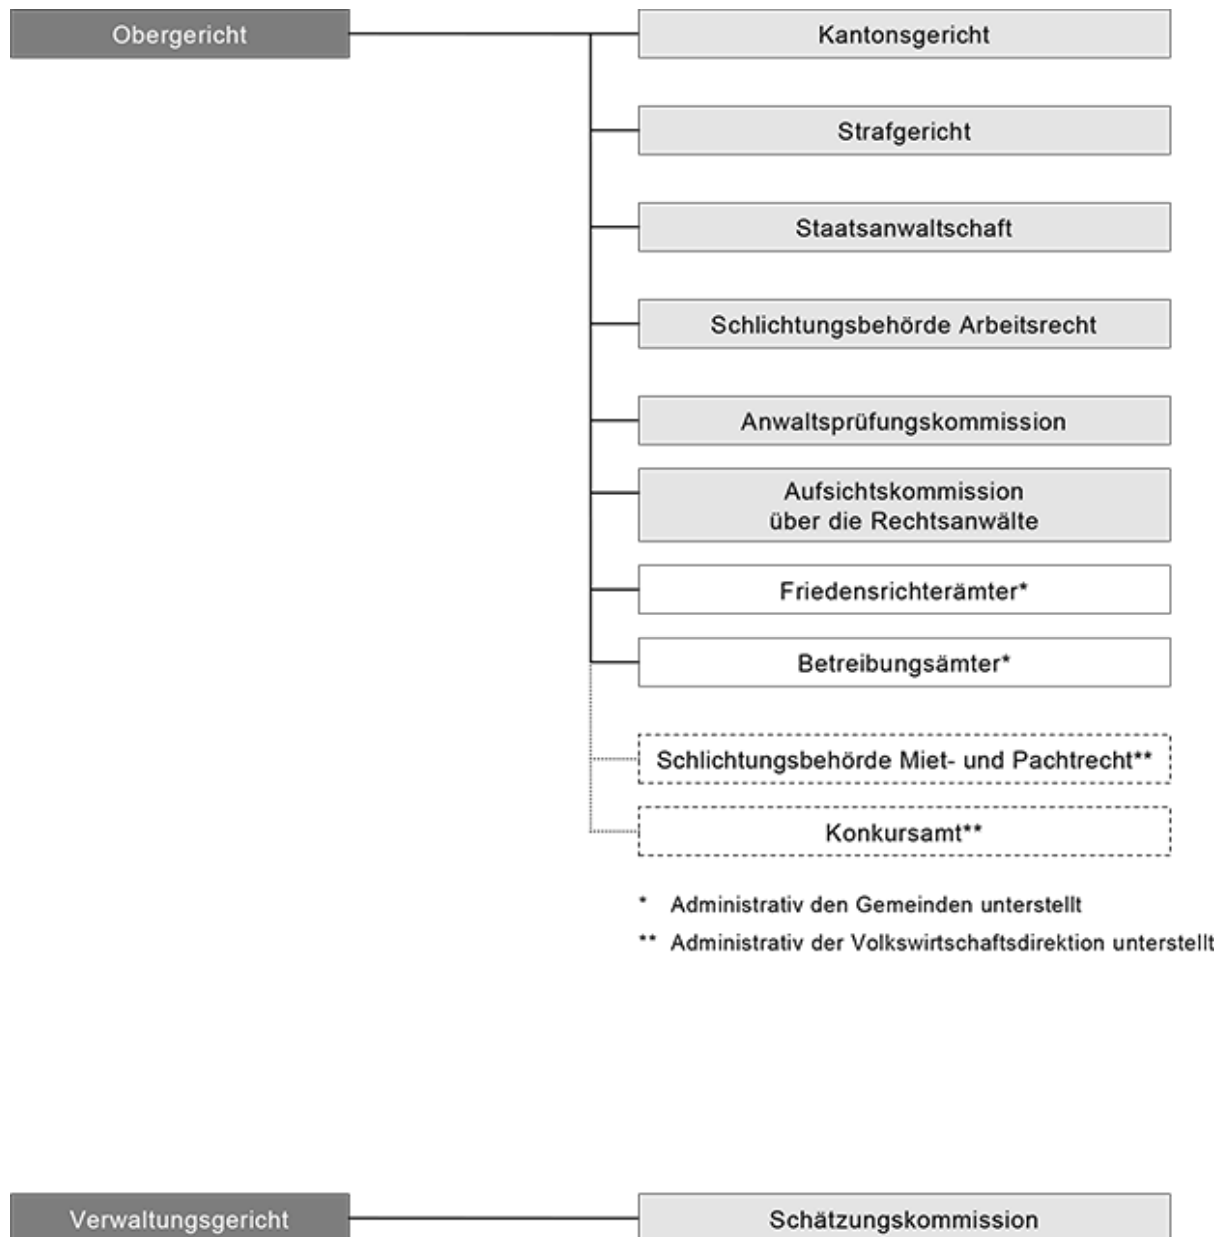 Obergericht
Kantonsgericht
Strafgericht
Staatsanwaltschaft
Schlichtungsbehörde Arbeitsrecht
Anwaltsprüfungskommission
Aufsichtskommission
über die Rechtsanwälte
Friedensrichterämter*
Betreibungsämter*
Schlichtungsbehörde Miet- und Pachtrecht**
Konkursamt**
* Administrativ den Gemeinden unterstellt
** Administrativ der Volkswirtschaftsdirektion unterstellt
Verwaltungsgericht
Schätzungskommission